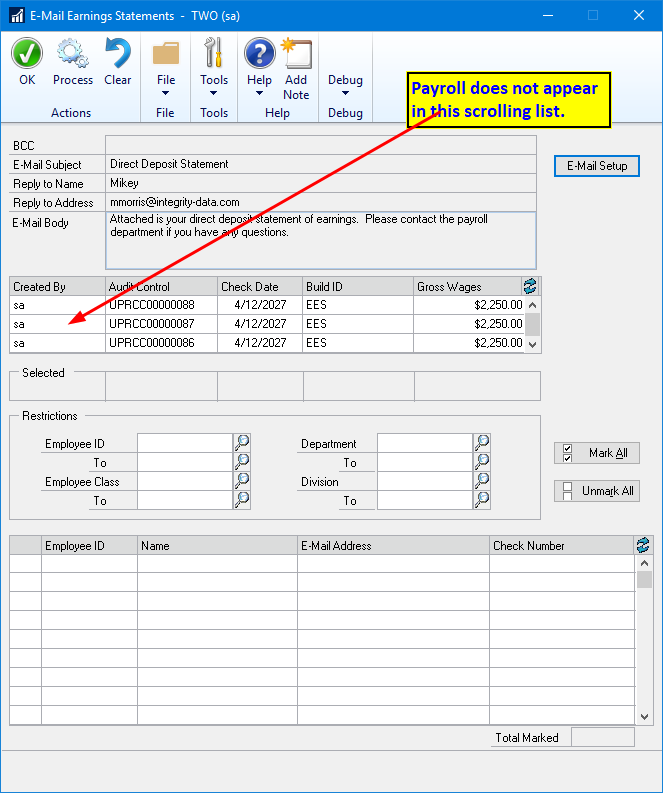 E-Mail Earnings Statements  -  TWO (sa)
OK
Process
Clear
File
Tools
Help
Add
Note
Debug
Actions
File
Tools
Help
Debug
Payroll does not appear
in this scrolling list.
BCC
E-Mail Subject Direct Deposit Statement
Reply to Name Mikey
Reply to Address mmorris@integrity-data.com
E-Mail Body Attached is your direct deposit statement of earnings.  Please contact the payroll
department if you have any questions.
E-Mail Setup
Created By Audit Control Check Date Build ID Gross Wages
sa UPRCC00000088 4/12/2027 EES $2,250.00
sa UPRCC00000087 4/12/2027 EES $2,250.00
sa UPRCC00000086 4/12/2027 EES $2,250.00
Selected
Restrictions
Employee ID Department
To To
Employee Class Division
To To
Mark All
Unmark All
Employee ID Name E-Mail Address Check Number
Total Marked